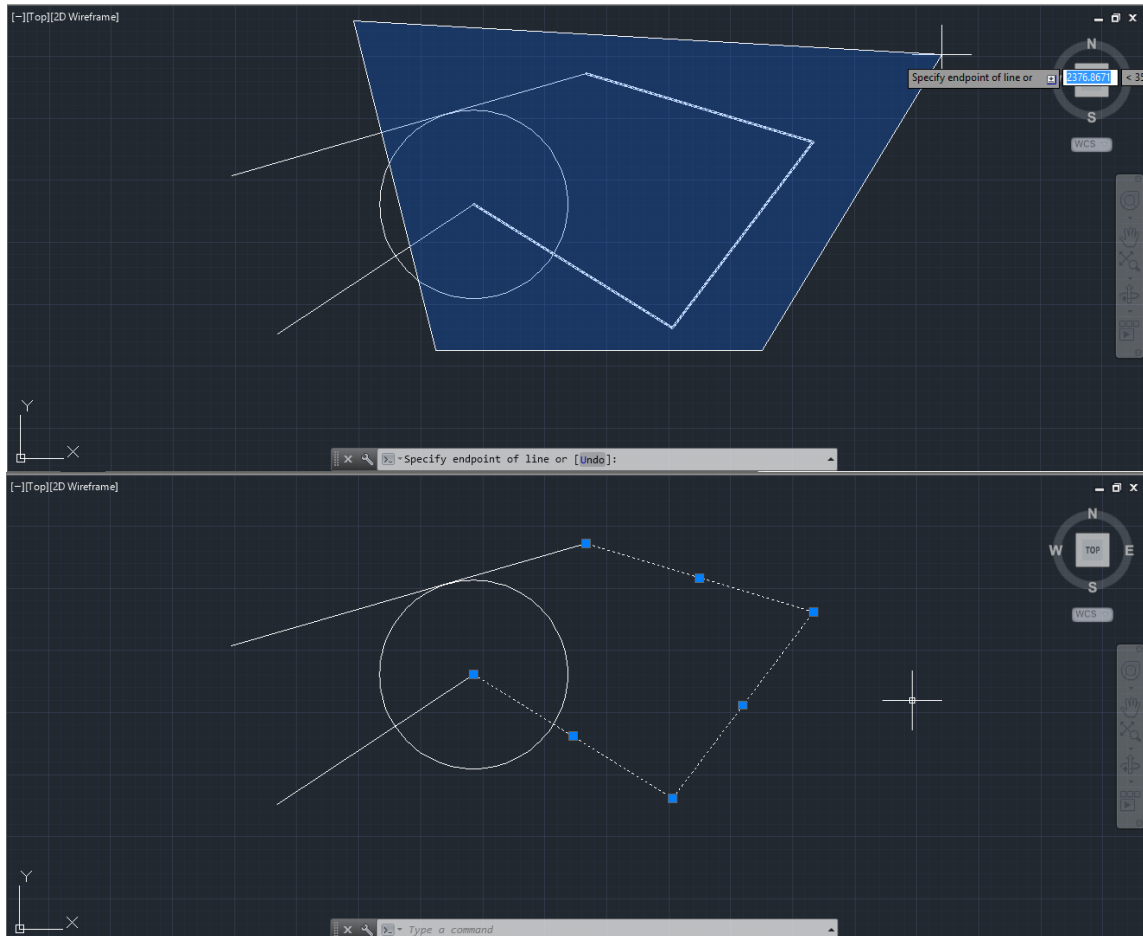 [−][Top][2D Wireframe]
N
Specify endpoint of line or 2376.8671 < 35
S
WCS
Y
X
Specify endpoint of line or [Undo]:
[−][Top][2D Wireframe]
N
W TOP E
S
WCS
Y
X
Type a command